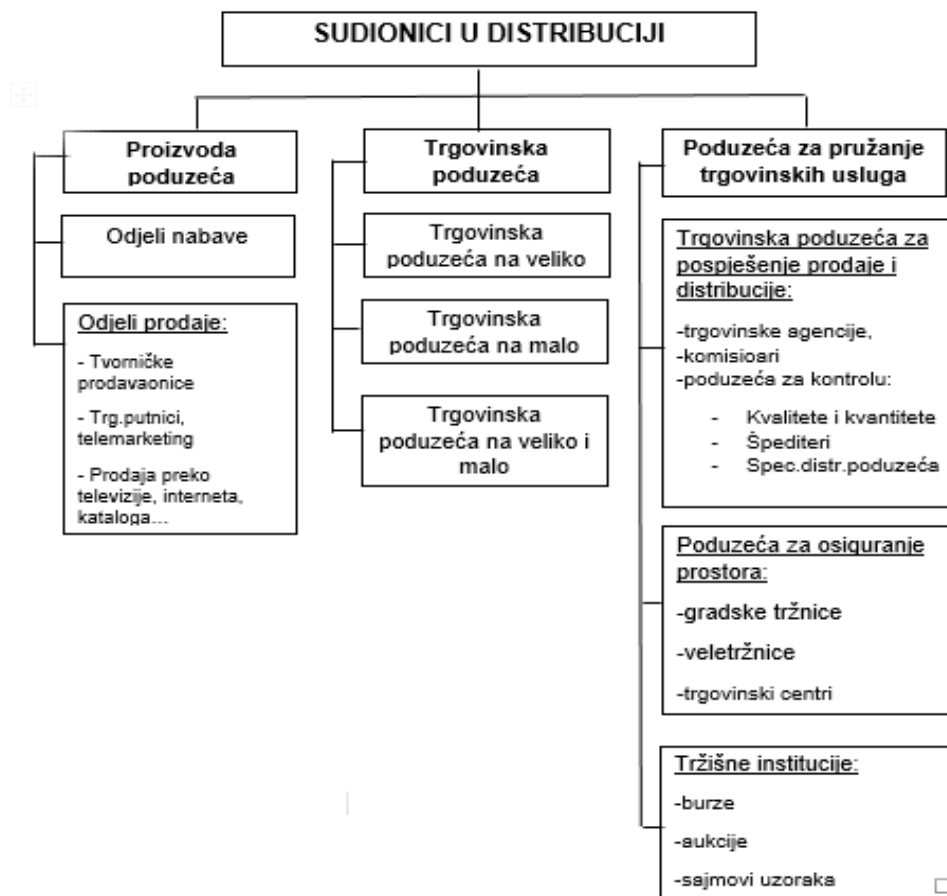 SUDIONICI U DISTRIBUCIJI
Proizvoda
poduzeća
Odjeli nabave
Odjeli prodaje:
- Tvorničke
prodavaonice
- Trg.putnici,
telemarketing
- Prodaja preko
televizije, interneta,
kataloga...
Trgovinska
poduzeća
Trgovinska
poduzeća na veliko
Trgovinska
poduzeća na malo
Trgovinska
poduzeća na veliko i
malo
Poduzeća za pružanje
trgovinskih usluga
Trgovinska poduzeća za
pospješenje prodaje i
distribucije:
-trgovinske agencije,
-komisioari
-poduzeća za kontrolu:
- Kvalitete i kvantitete
- Špediteri
- Spec.distr.poduzeća
Poduzeća za osiguranje
prostora:
-gradske tržnice
-veletržnice
-trgovinski centri
Tržišne institucije:
-burze
-aukcije
-sajmovi uzoraka